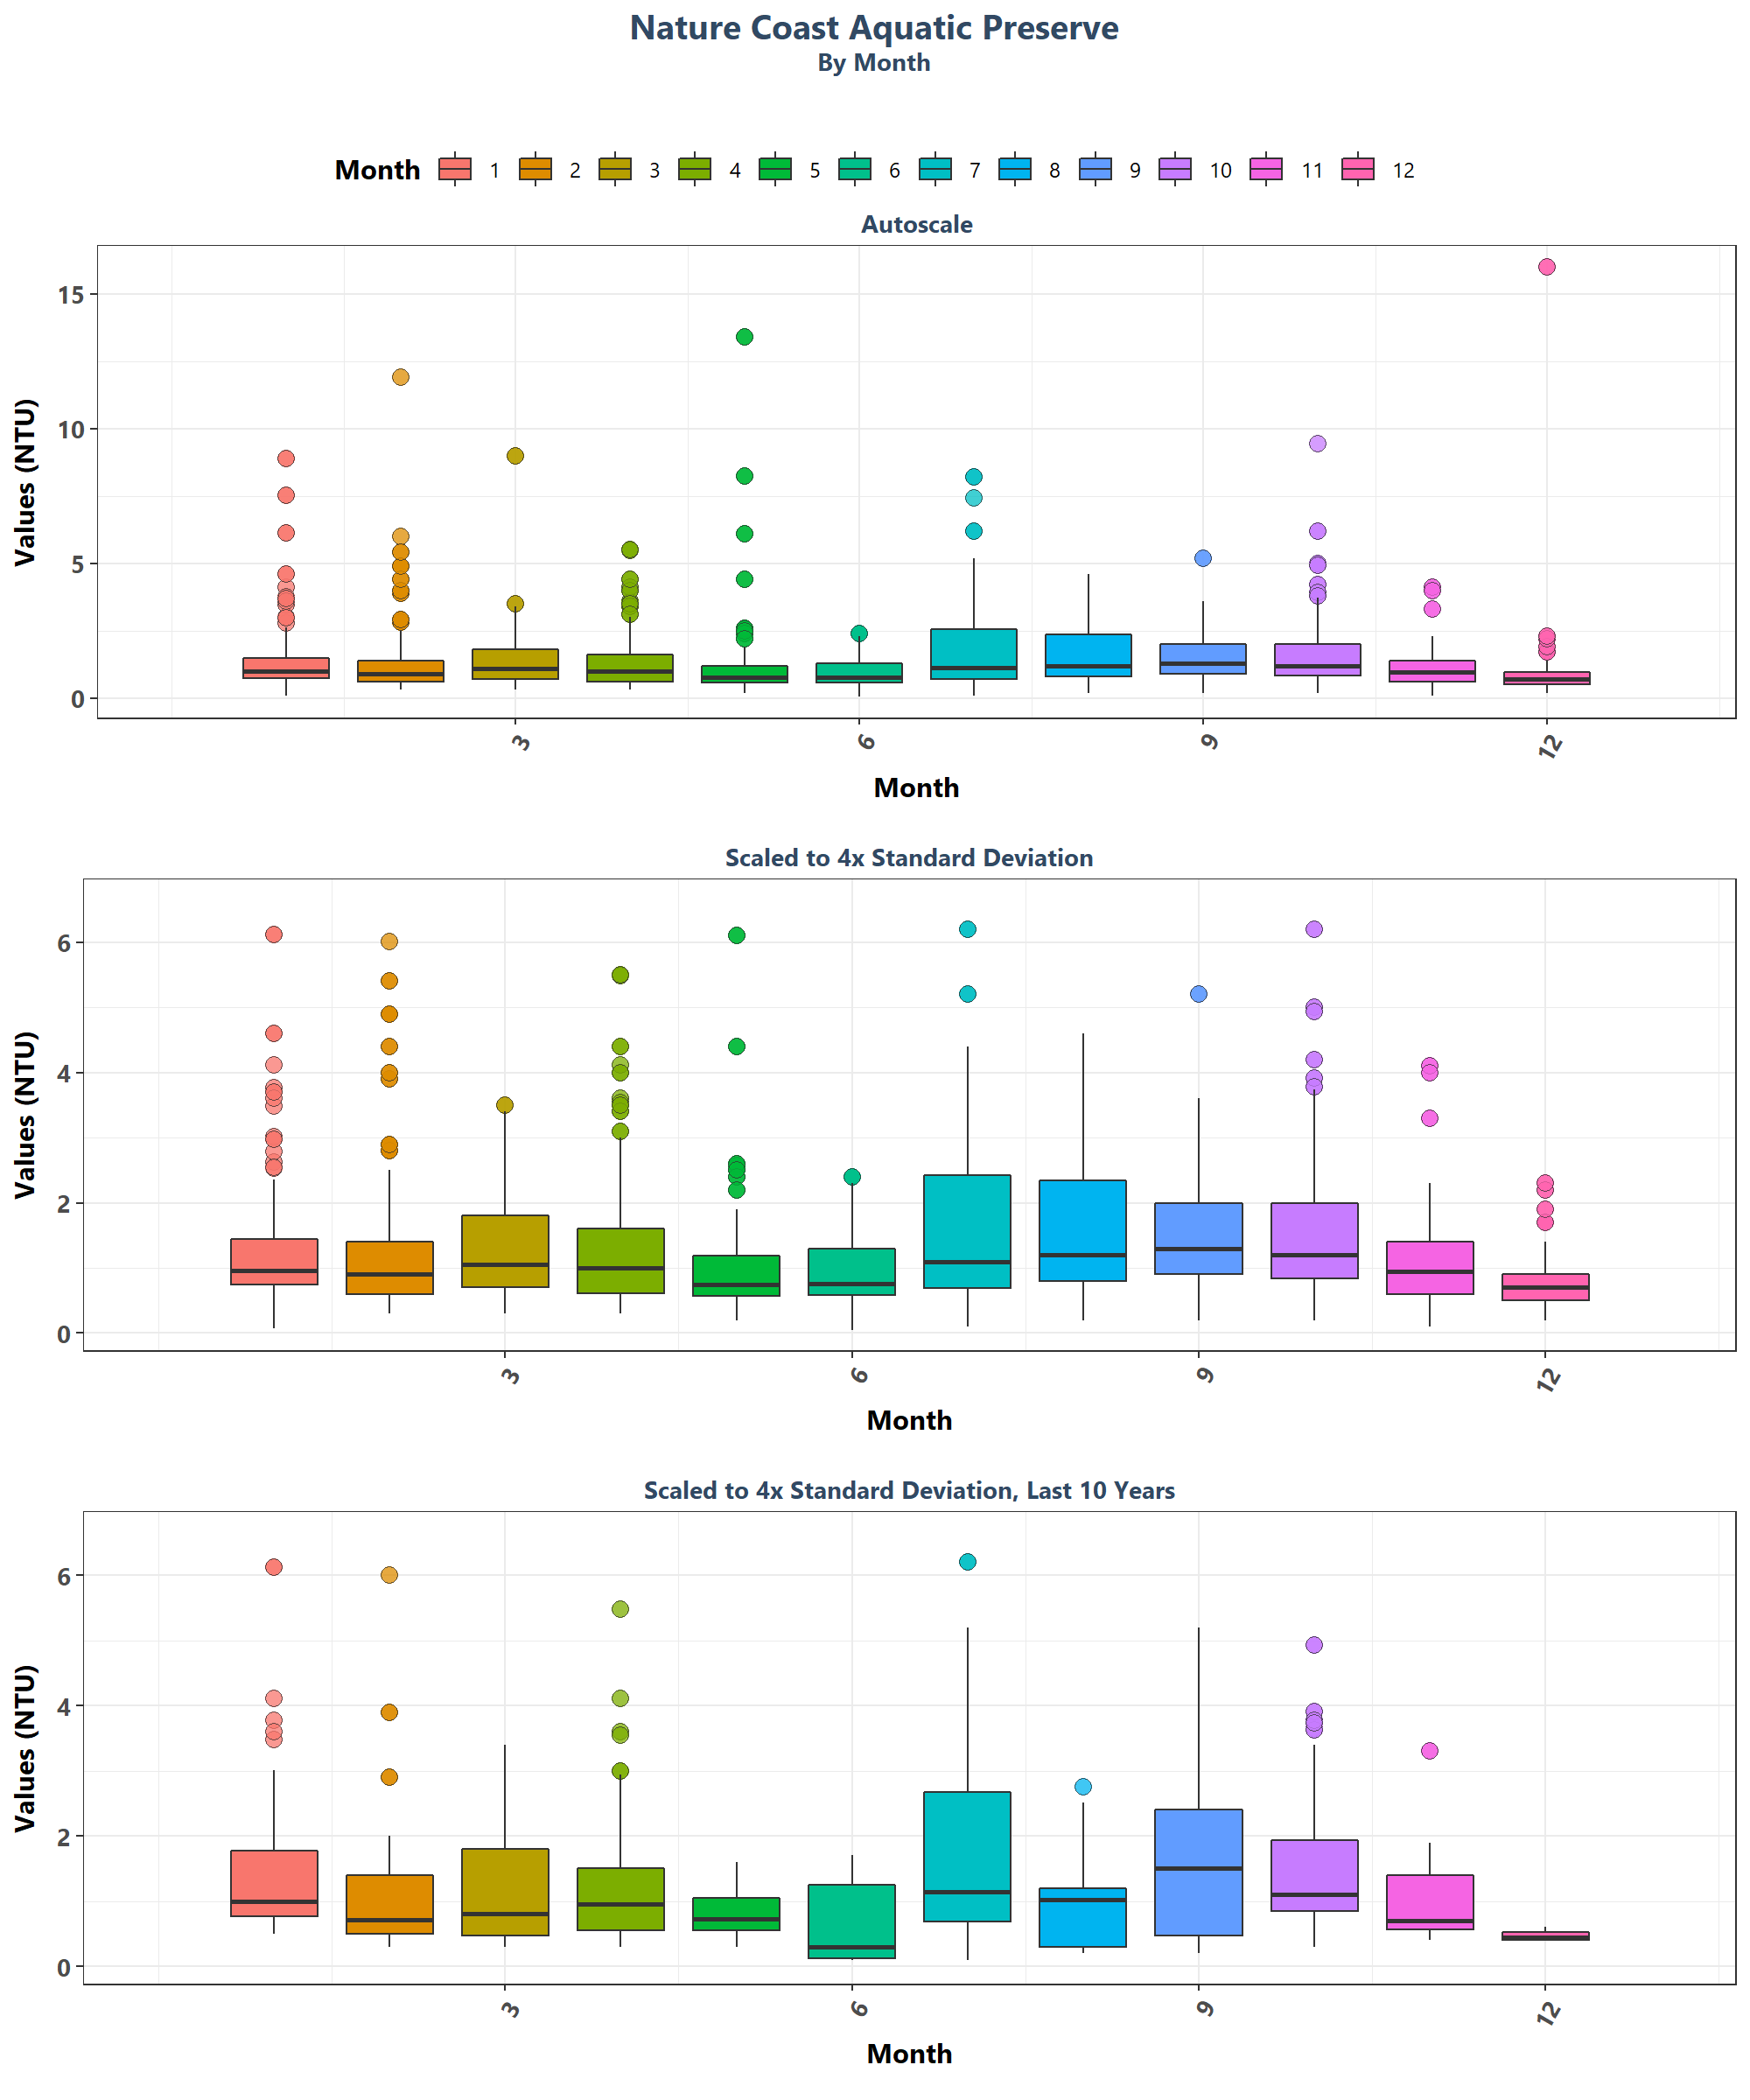 Nature Coast Aquatic Preserve
By Month
Month 1 2 3 4 5 6 7 8 9 10 11 12
Autoscale
Values (NTU)
15
10
5
0
3 6 9 12
Month
Scaled to 4x Standard Deviation
Values (NTU)
6
4
2
0
3 6 9 12
Month
Scaled to 4x Standard Deviation, Last 10 Years
Values (NTU)
6
4
2
0
3 6 9 12
Month